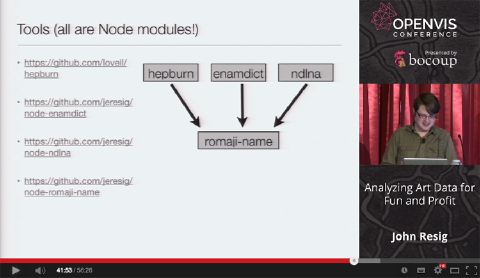 Tools (all are Node modules!)
https://github.com/lovell/
hepburn
https://github.com/jeresig/
node-enamdict
https://github.com/jeresig/
node-ndlna
https://github.com/jeresig/
node-romaji-name
hepburn
enamdict
ndlna
romaji-name
OPENVIS
CONFERENCE
Presented by
bocoup
Analyzing Art Data for
Fun and Profit
John Resig
41:53 / 56:26